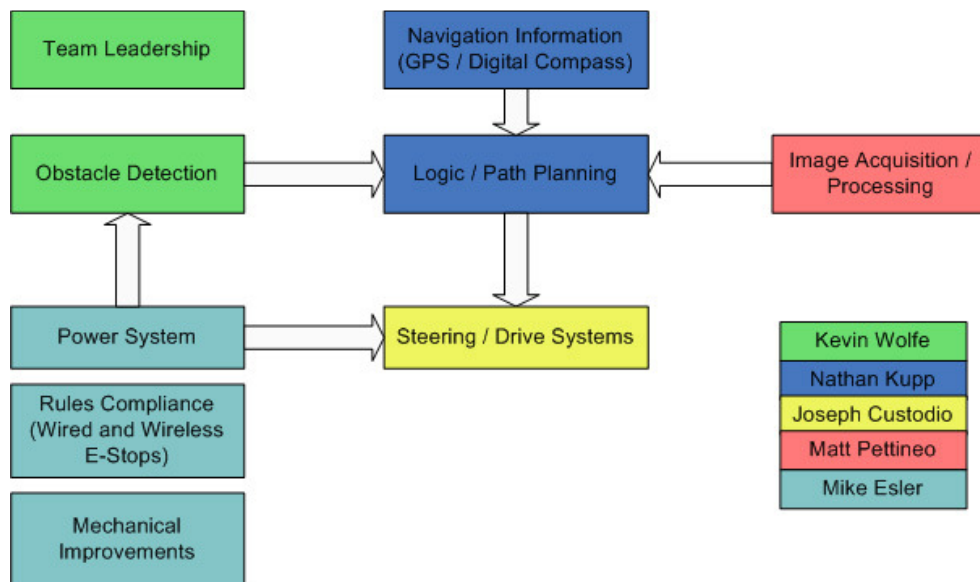 Team Leadership
Navigation Information
(GPS / Digital Compass)
Obstacle Detection
Logic / Path Planning
Image Acquisition /
Processing
Power System
Steering / Drive Systems
Rules Compliance
(Wired and Wireless
E-Stops)
Mechanical
Improvements
Kevin Wolfe
Nathan Kupp
Joseph Custodio
Matt Pettineo
Mike Esler